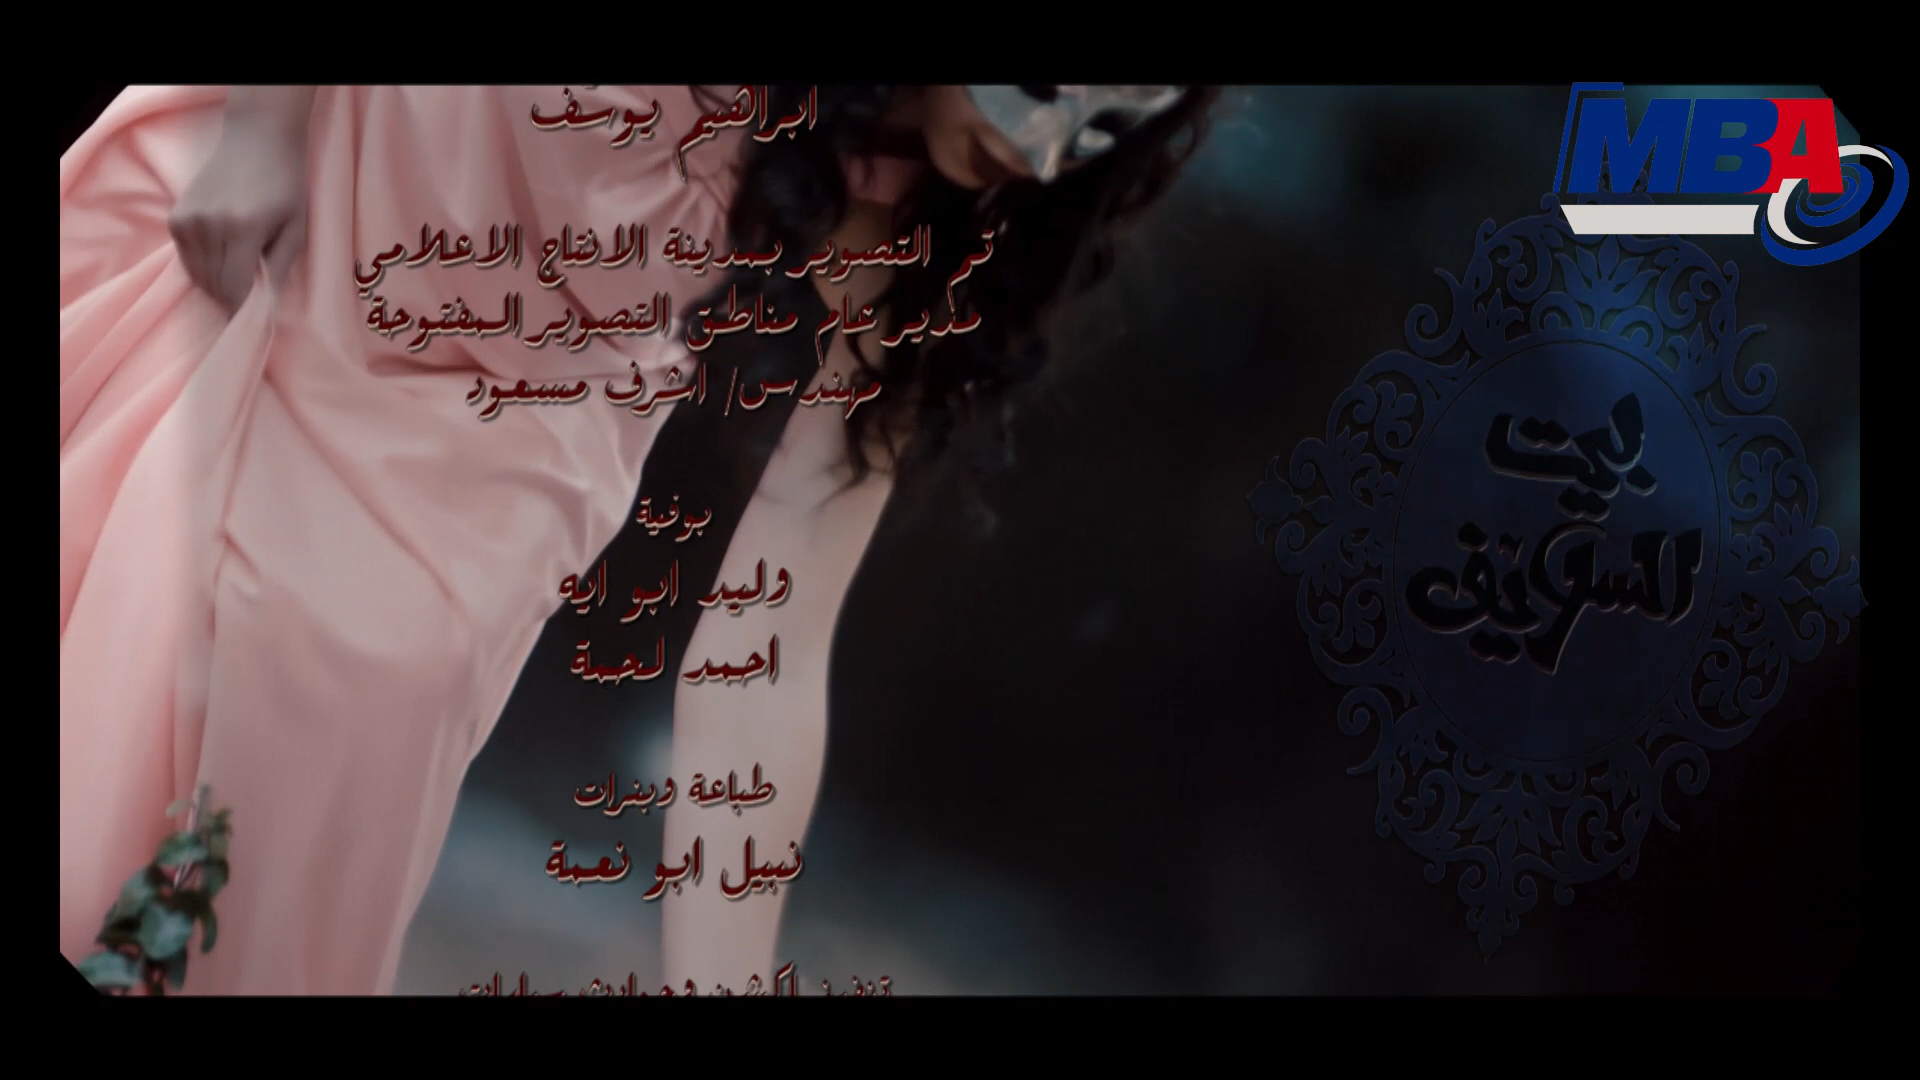 ابراهيم يوسف
MBA
تم التصوير بمدينة الانتاج الاعلامي
مدير عام مناطق التصوير المفتوحة
مهندس/ اشرف مسعود
بيت
السويفي
بوفية
وليد ابو ايه
احمد لحمة
طباعة وبنرات
نبيل ابو نعمة